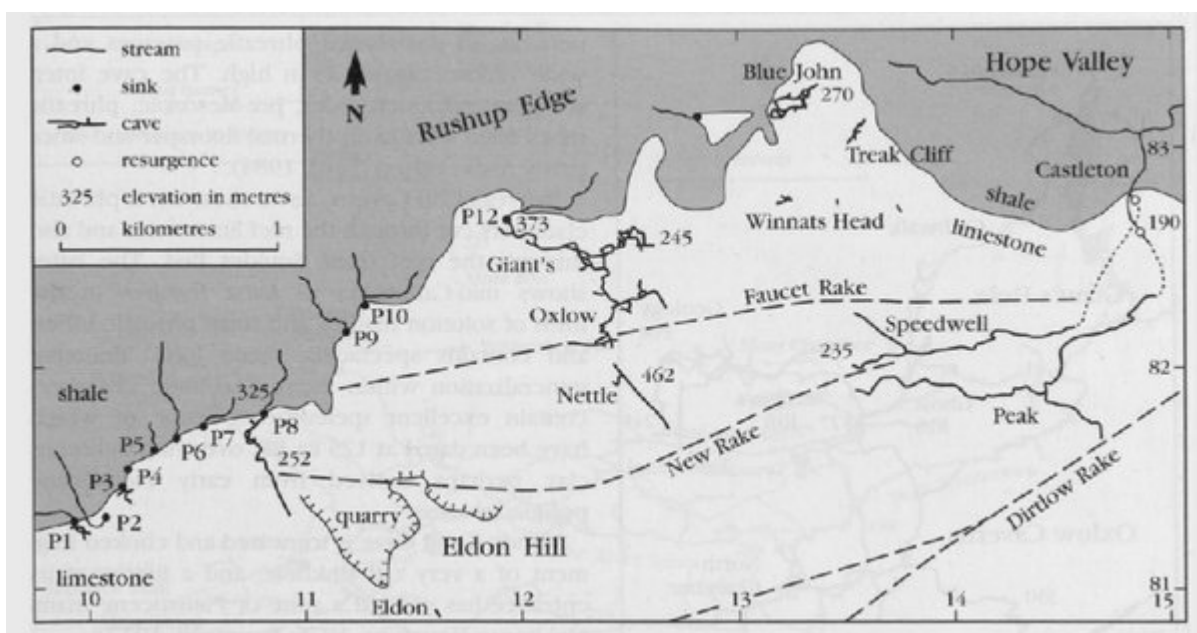 stream
sink
cave
resurgence
325 elevation in metres
0 kilometres 1
N
Rushup Edge
Blue John
270
Hope Valley
Treak Cliff
Castleton
83
shale
Winnats Head
limestone
190
P12
373
Giant's
245
Oxlow
Faucet Rake
P10
P9
Speedwell
235
82
462
Nettle
Peak
shale
325
P5
P7
P8
P6
New Rake
P4
252
P3
Dirtlow Rake
P2
quarry
P1
Eldon Hill
limestone
81
Eldon
10 11 12 13 14 15